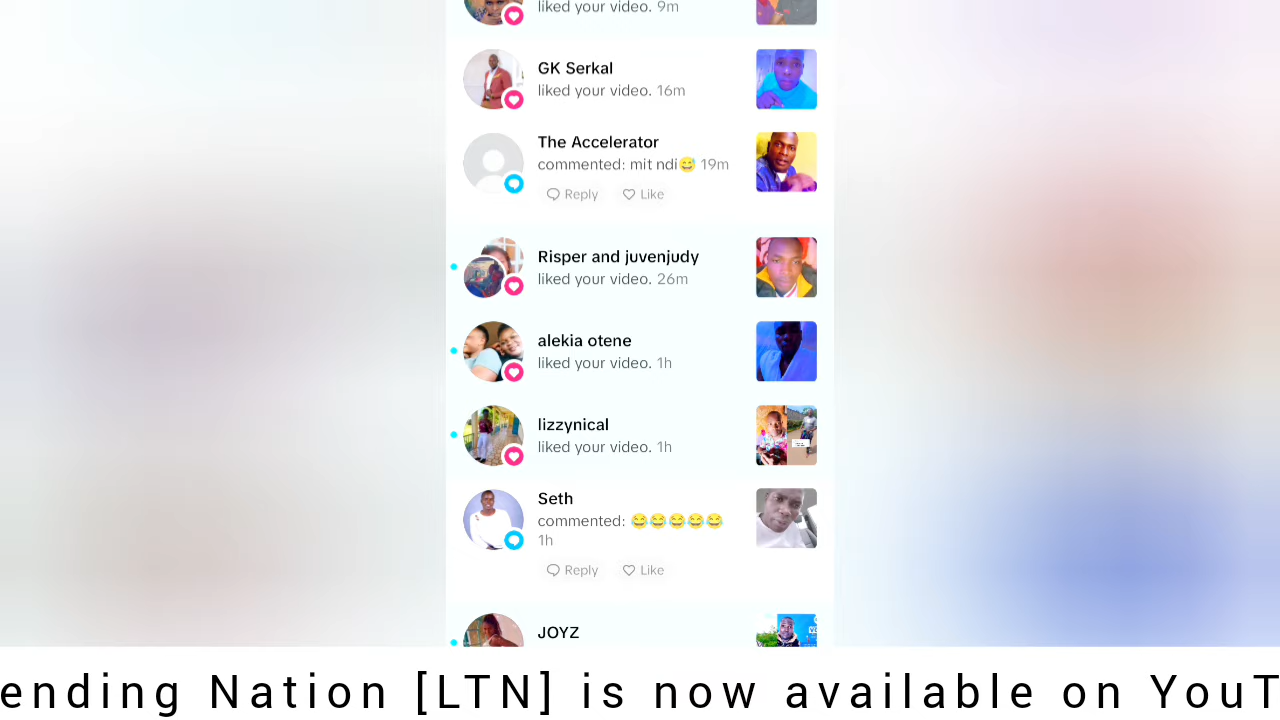 liked your video. 9m
GK Serkal
liked your video. 16m
The Accelerator
commented: mit ndi😅 19m
Reply Like
Risper and juvenjudy
liked your video. 26m
alekia otene
liked your video. 1h
lizzynical
liked your video. 1h
Seth
commented: 😂😂😂😂😂
1h
Reply Like
JOYZ
ending Nation [LTN] is now available on YouT